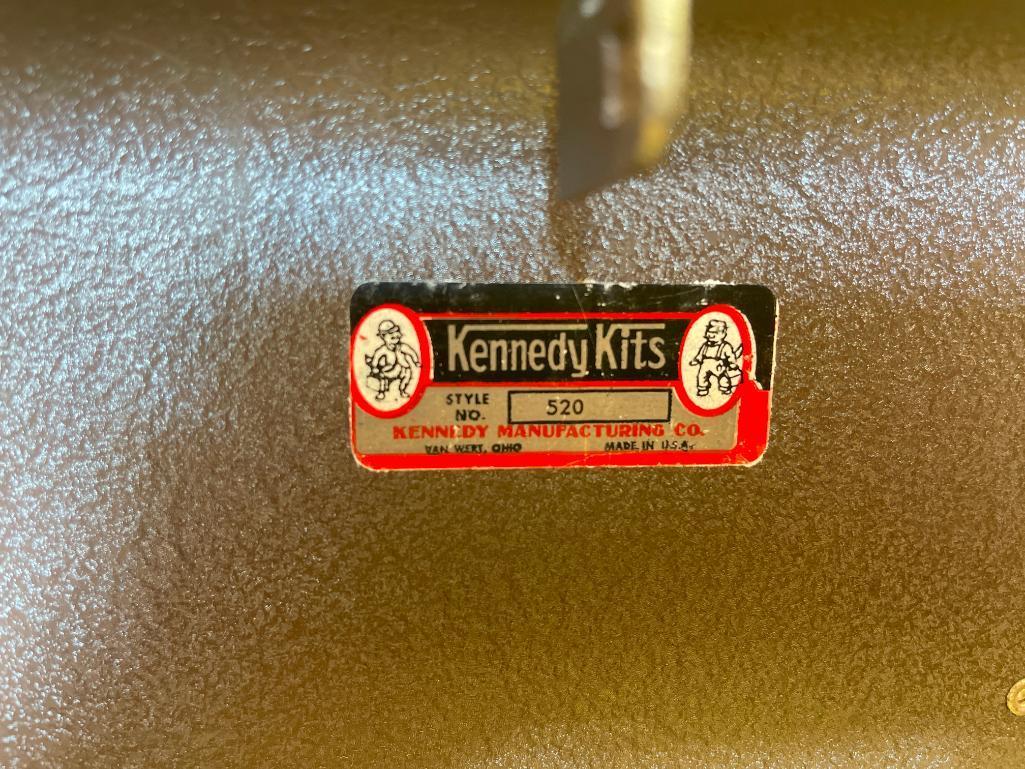 Kennedy Kits
STYLE
NO. 520
KENNEDY MANUFACTURING CO.
VAN WERT, OHIO MADE IN U.S.A.